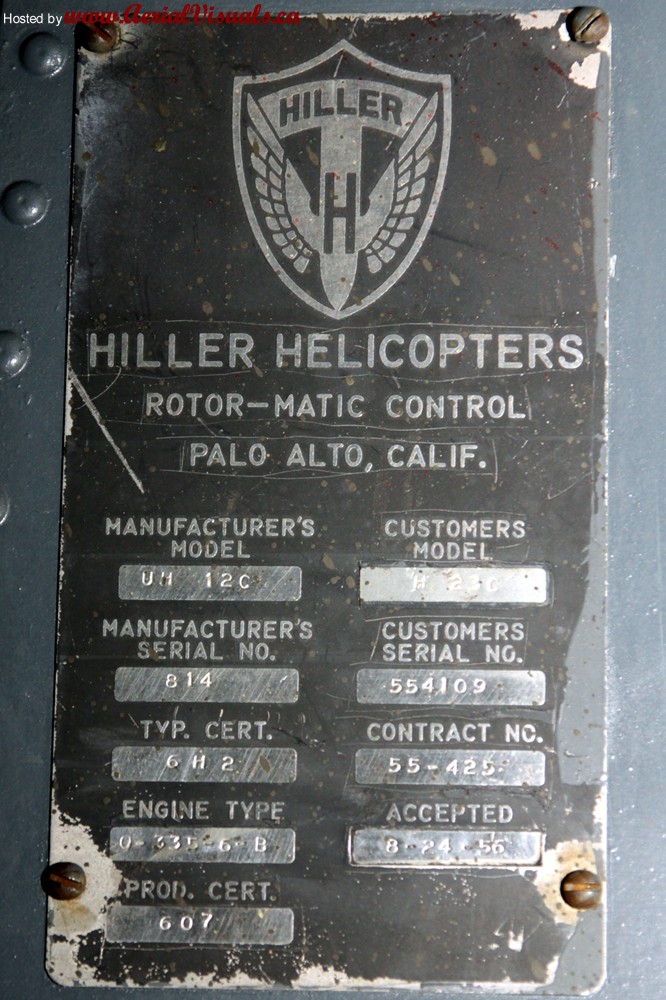 Hosted by www.AerialVisuals.ca
HILLER
H
HILLER HELICOPTERS
ROTOR-MATIC CONTROL
PALO ALTO, CALIF.
MANUFACTURER'S
MODEL
UH 12C
CUSTOMERS
MODEL
H 23C
MANUFACTURER'S
SERIAL NO.
814
CUSTOMERS
SERIAL NO.
554109
TYP. CERT.
6H2
CONTRACT NO.
55-425
ENGINE TYPE
O-335-6-B
ACCEPTED
8-24-56
PROD. CERT.
607